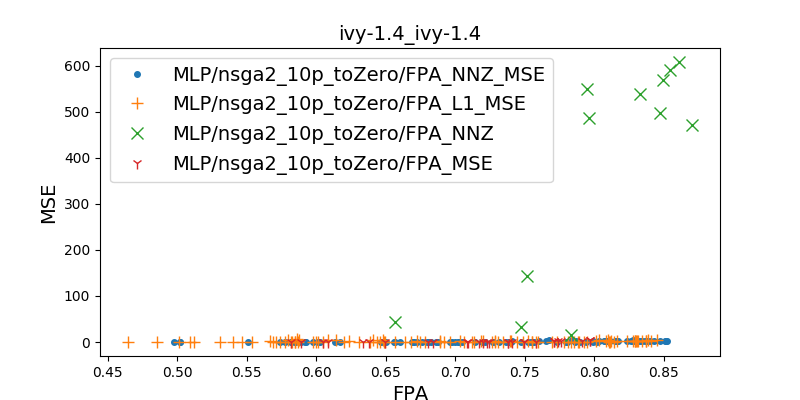 ivy-1.4_ivy-1.4
MLP/nsga2_10p_toZero/FPA_NNZ_MSE
MLP/nsga2_10p_toZero/FPA_L1_MSE
MLP/nsga2_10p_toZero/FPA_NNZ
MLP/nsga2_10p_toZero/FPA_MSE
MSE
600
500
400
300
200
100
0
0.45 0.50 0.55 0.60 0.65 0.70 0.75 0.80 0.85
FPA